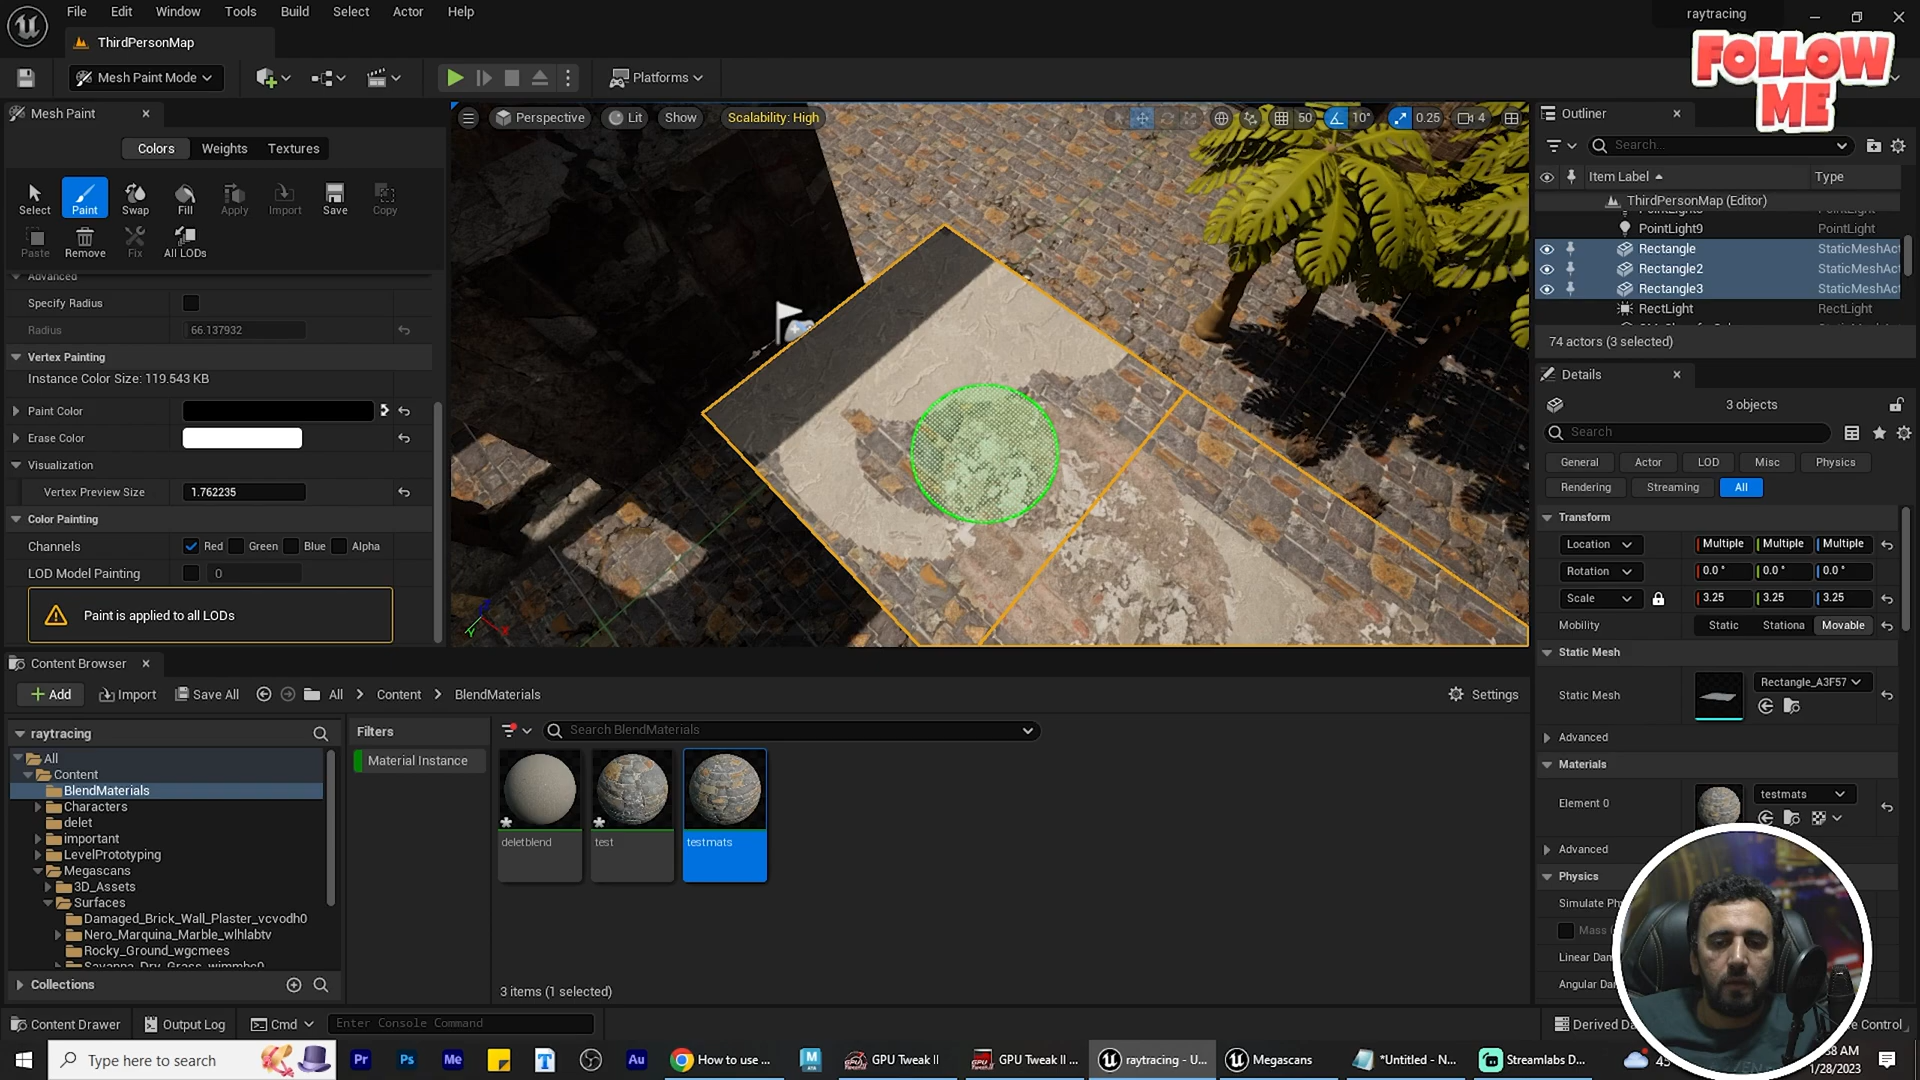 File Edit Window Tools Build Select Actor Help
raytracing
ThirdPersonMap
FOLLOW
ME
Mesh Paint Mode
Platforms
Mesh Paint
Colors Weights Textures
Select Paint Swap Fill Apply Import Save Copy
Paste Remove Fix All LODs
Advanced
Specify Radius
Radius 66.137932
Vertex Painting
Instance Color Size: 119.543 KB
Paint Color
Erase Color
Visualization
Vertex Preview Size 1.762235
Color Painting
Channels Red Green Blue Alpha
LOD Model Painting 0
Paint is applied to all LODs
Perspective Lit Show Scalability: High 50 10° 0.25 4
Outliner
Search...
Item Label Type
ThirdPersonMap (Editor)
PointLight9 PointLight
Rectangle StaticMeshAct
Rectangle2 StaticMeshAct
Rectangle3 StaticMeshAct
RectLight RectLight
74 actors (3 selected)
Details
3 objects
Search
General Actor LOD Misc Physics
Rendering Streaming All
Transform
Location Multiple Multiple Multiple
Rotation 0.0 ° 0.0 ° 0.0 °
Scale 3.25 3.25 3.25
Mobility Static Stationa Movable
Static Mesh
Static Mesh Rectangle_A3F57
Advanced
Materials
Element 0 testmats
Advanced
Physics
Simulate Ph
Mass
Linear Dam
Angular Da
Content Browser
Add Import Save All All Content BlendMaterials Settings
raytracing
All
Content
BlendMaterials
Characters
delet
important
LevelPrototyping
Megascans
3D_Assets
Surfaces
Damaged_Brick_Wall_Plaster_vcvodh0
Nero_Marquina_Marble_wlhlabtv
Rocky_Ground_wgcmees
Collections
Filters
Material Instance
Search BlendMaterials
deletblend test testmats
3 items (1 selected)
Content Drawer Output Log Cmd Enter Console Command Derived Da e Control
Type here to search Pr Ps Me T Au How to use ... GPU Tweak II GPU Tweak II ... raytracing - U... Megascans *Untitled - N... Streamlabs D...
1/28/2023